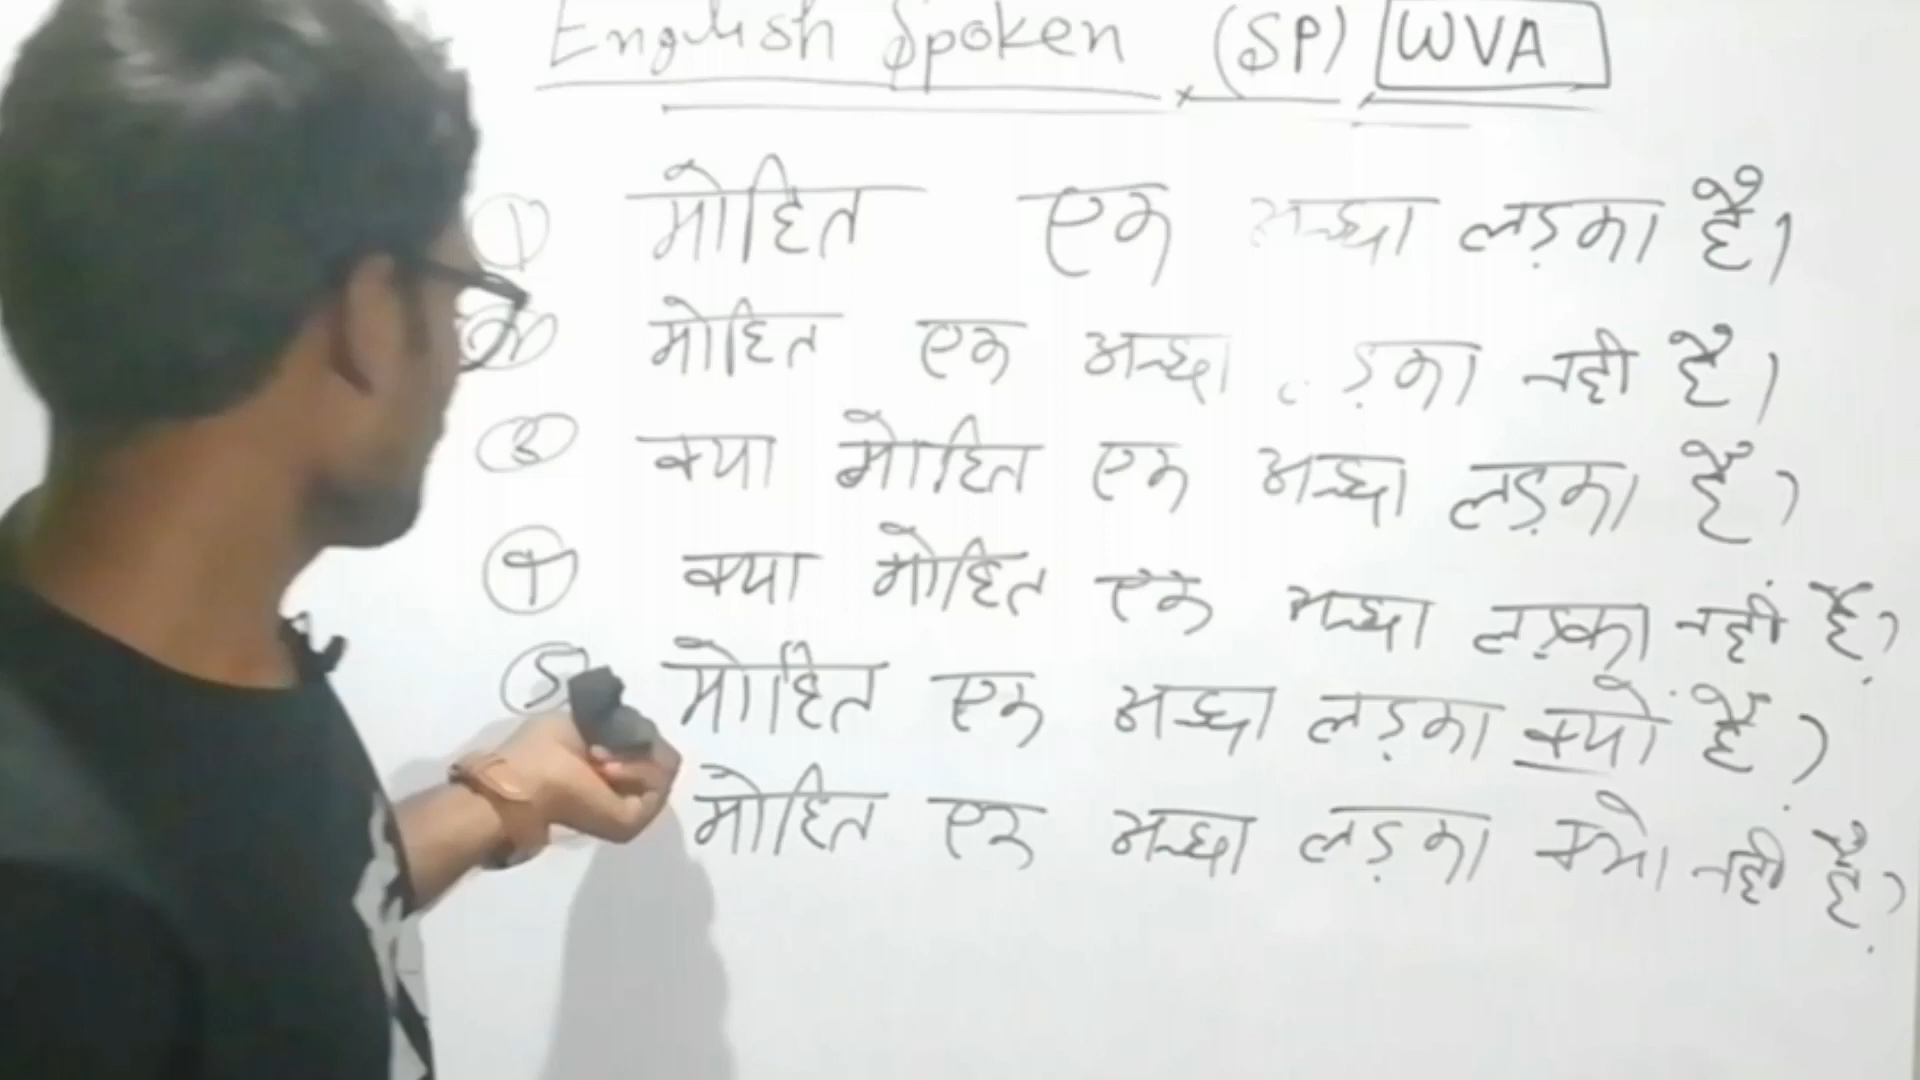 English Spoken (SP) WVA
① मोहित एक अच्छा लड़का है।
② मोहित एक अच्छा ड़का नही है।
③ क्या मोहित एक अच्छा लड़का है?
④ क्या मोहित एक अच्छा लड़का नहीं है?
⑤ मोहित एक अच्छा लड़का क्यों है?
मोहित एक अच्छा लड़का क्यो नही है?